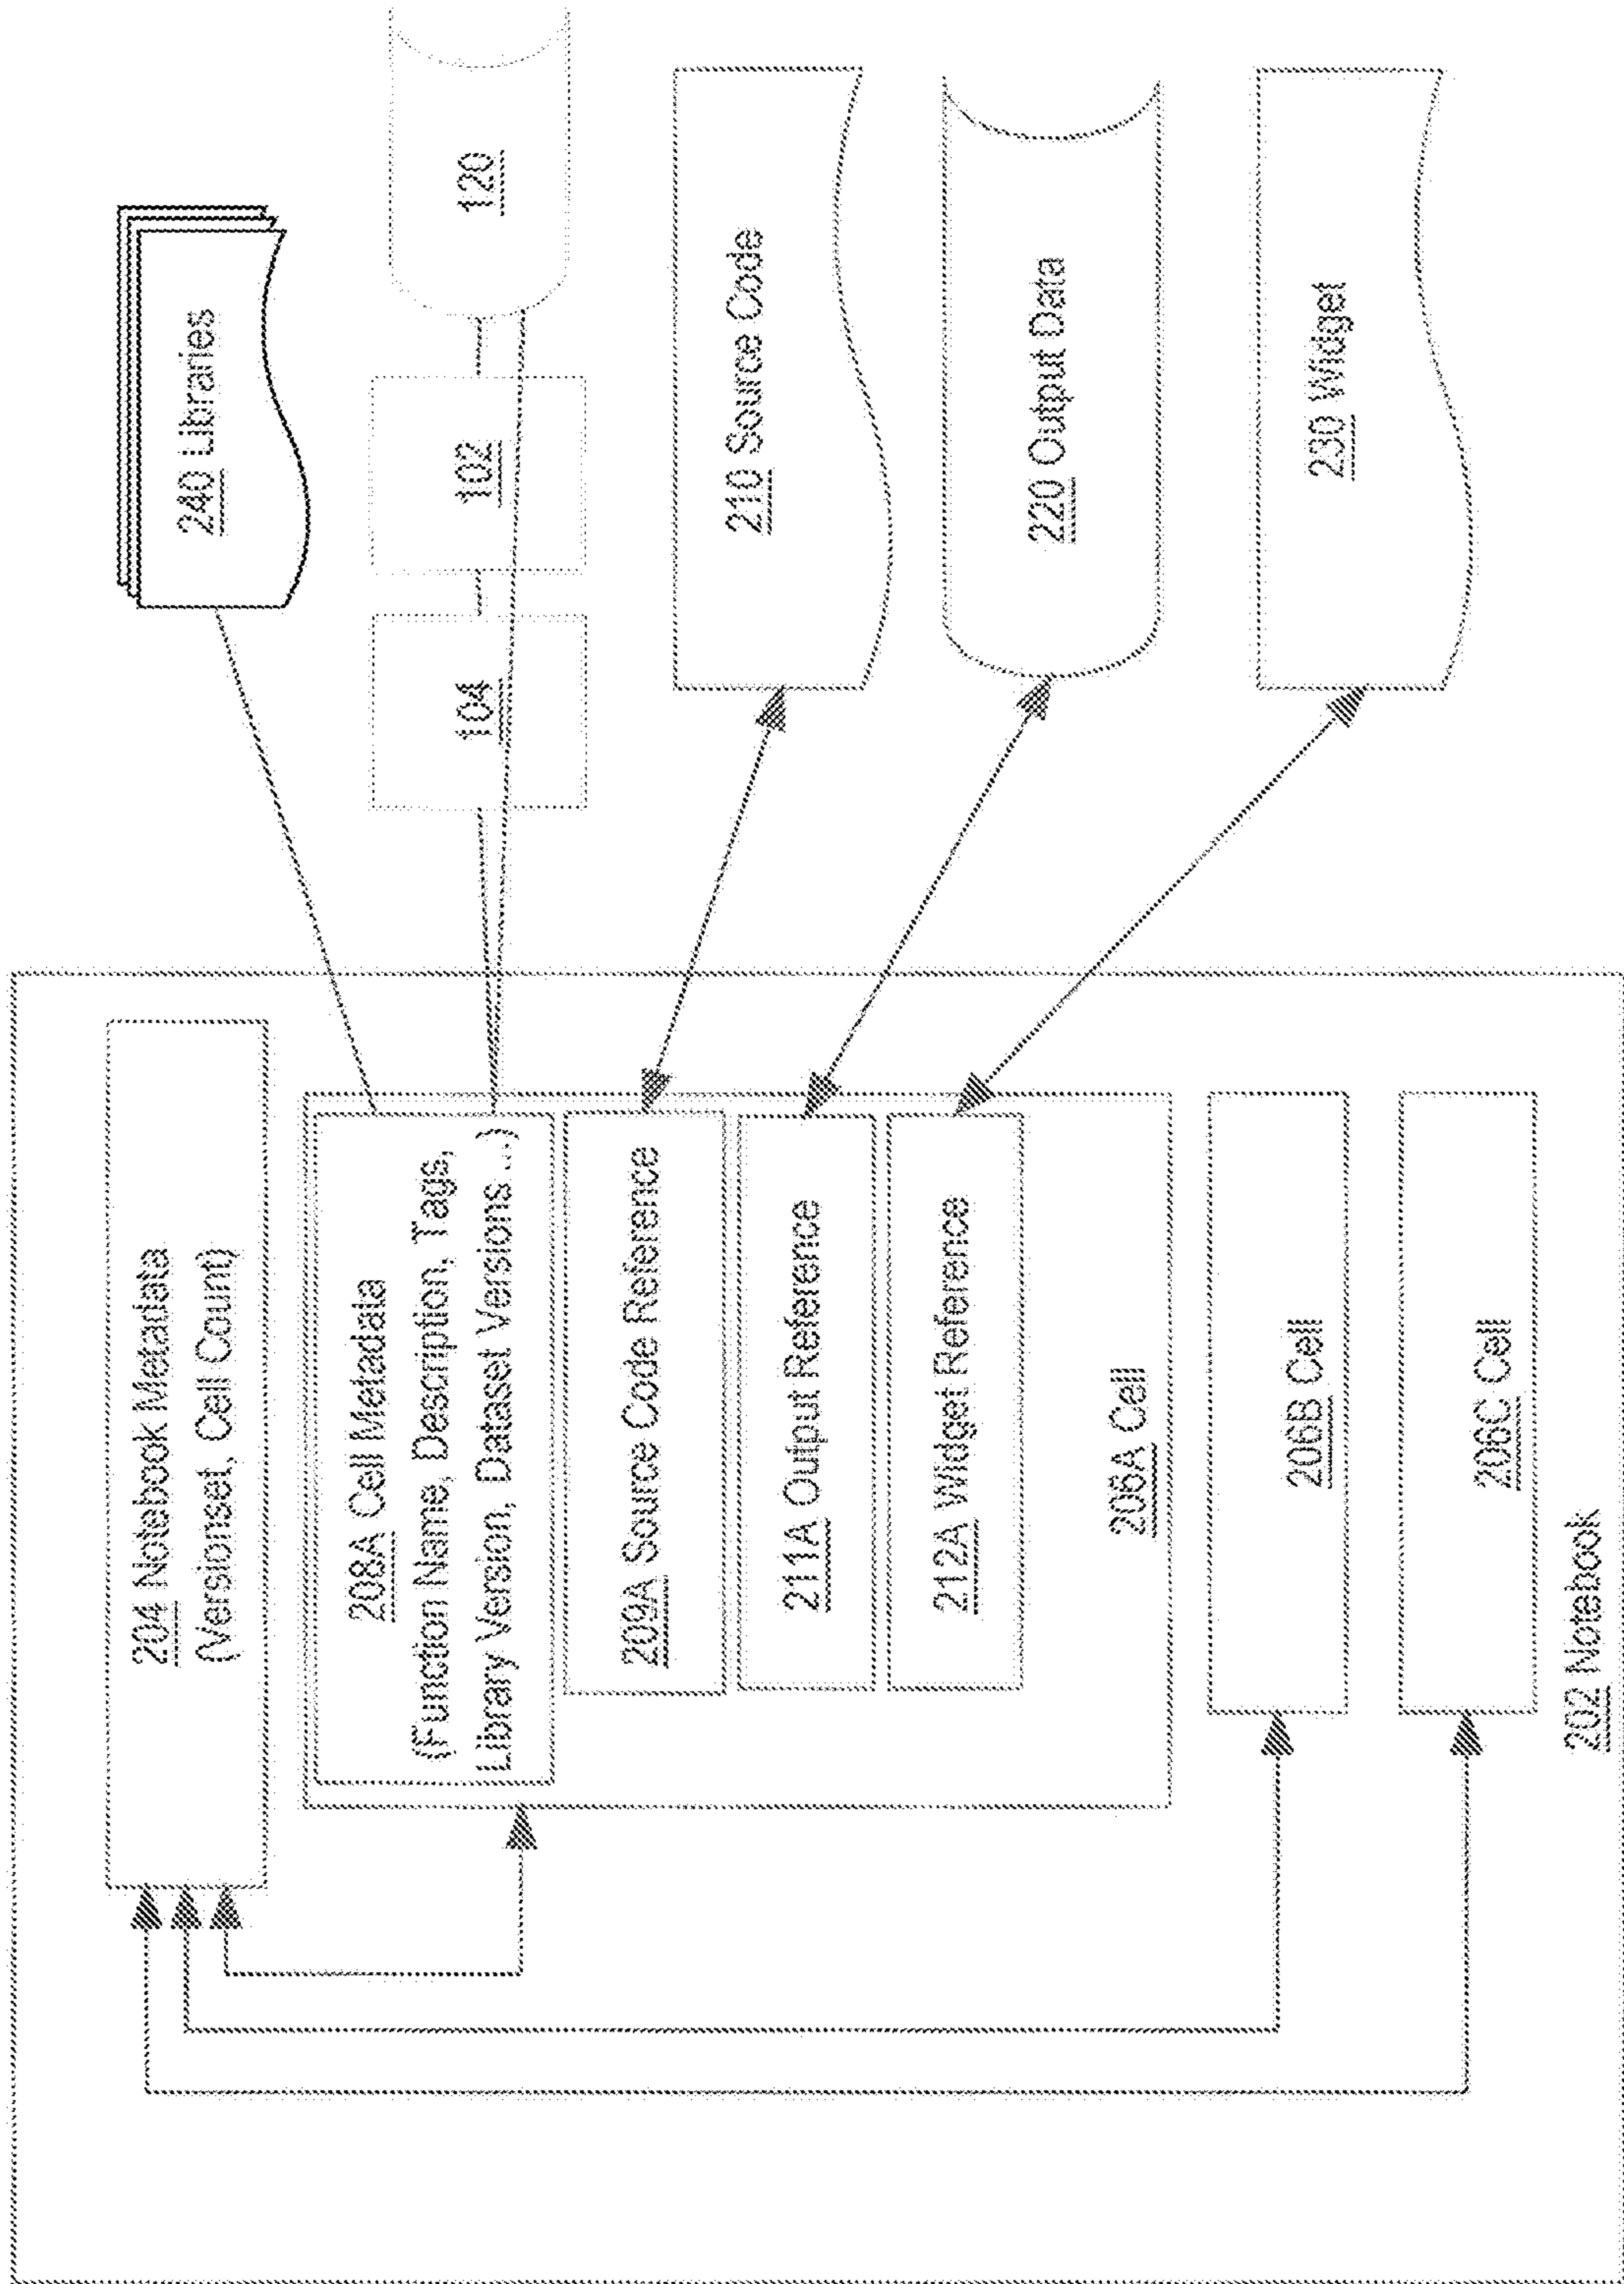 204 Notebook Metadata
(Versionset, Cell Count)
208A Cell Metadata
(Function Name, Description, Tags,
Library Version, Dataset Versions ...)
209A Source Code Reference
211A Output Reference
212A Widget Reference
206A Cell
206B Cell
206C Cell
202 Notebook
240 Libraries
104
102
120
210 Source Code
220 Output Data
230 Widget